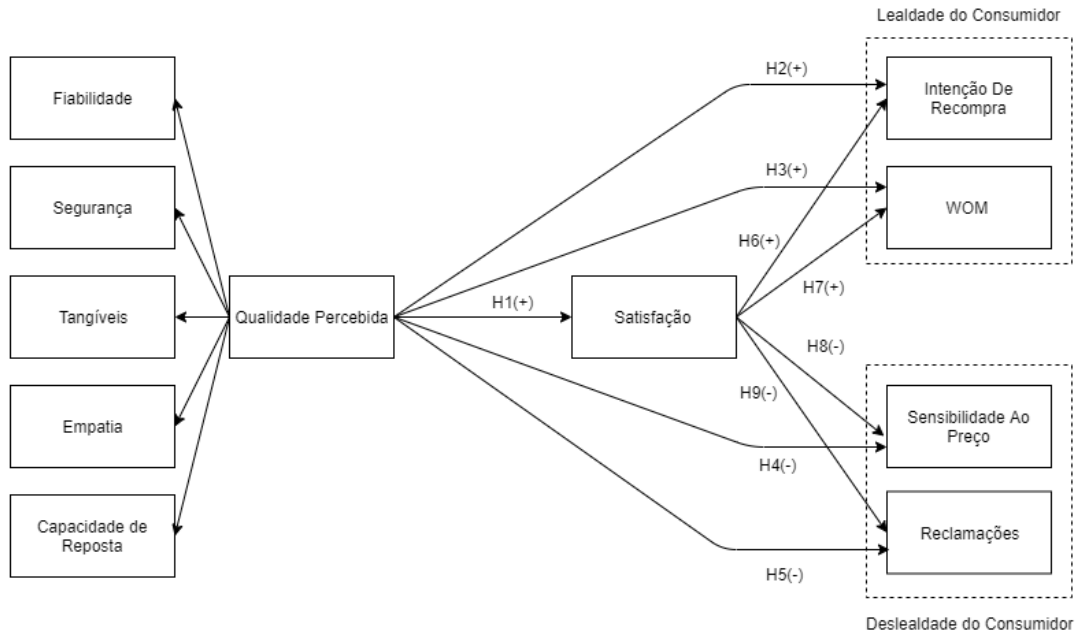 Lealdade do Consumidor
Fiabilidade
Segurança
Tangíveis
Empatia
Capacidade de
Reposta
Qualidade Percebida
H1(+)
Satisfação
H2(+)
H3(+)
H6(+)
H7(+)
H8(-)
H9(-)
H4(-)
H5(-)
Intenção De
Recompra
WOM
Sensibilidade Ao
Preço
Reclamações
Deslealdade do Consumidor